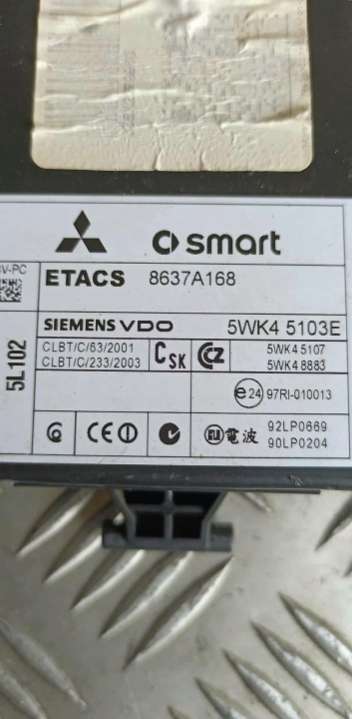 smart
V-PC
ETACS 8637A168
SIEMENS VDO 5WK4 5103E
5L102
CLBT/C/63/2001
CLBT/C/233/2003
CSK
5WK4 5107
5WK4 8883
e24 97RI-010013
CE
電波
92LP0669
90LP0204